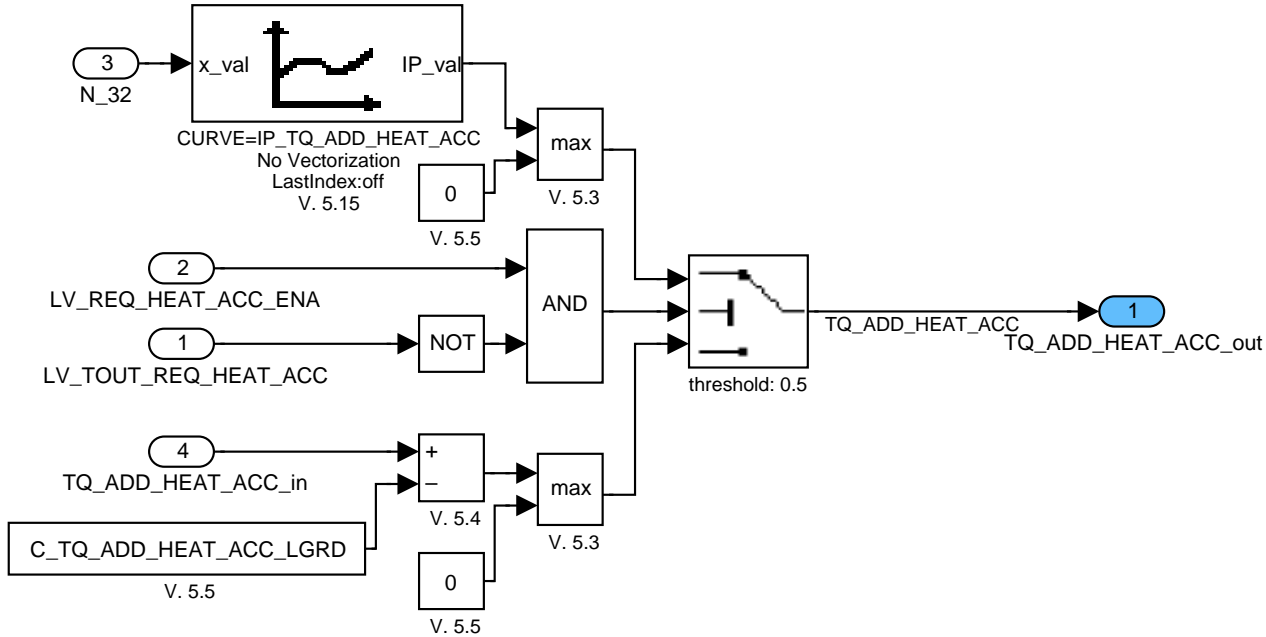 3
N_32
x_val
IP_val
CURVE=IP_TQ_ADD_HEAT_ACC
No Vectorization
LastIndex:off
V. 5.15
0
V. 5.5
max
V. 5.3
2
LV_REQ_HEAT_ACC_ENA
1
LV_TOUT_REQ_HEAT_ACC
NOT
AND
threshold: 0.5
TQ_ADD_HEAT_ACC
1
TQ_ADD_HEAT_ACC_out
4
TQ_ADD_HEAT_ACC_in
+
–
V. 5.4
C_TQ_ADD_HEAT_ACC_LGRD
V. 5.5
0
V. 5.5
max
V. 5.3